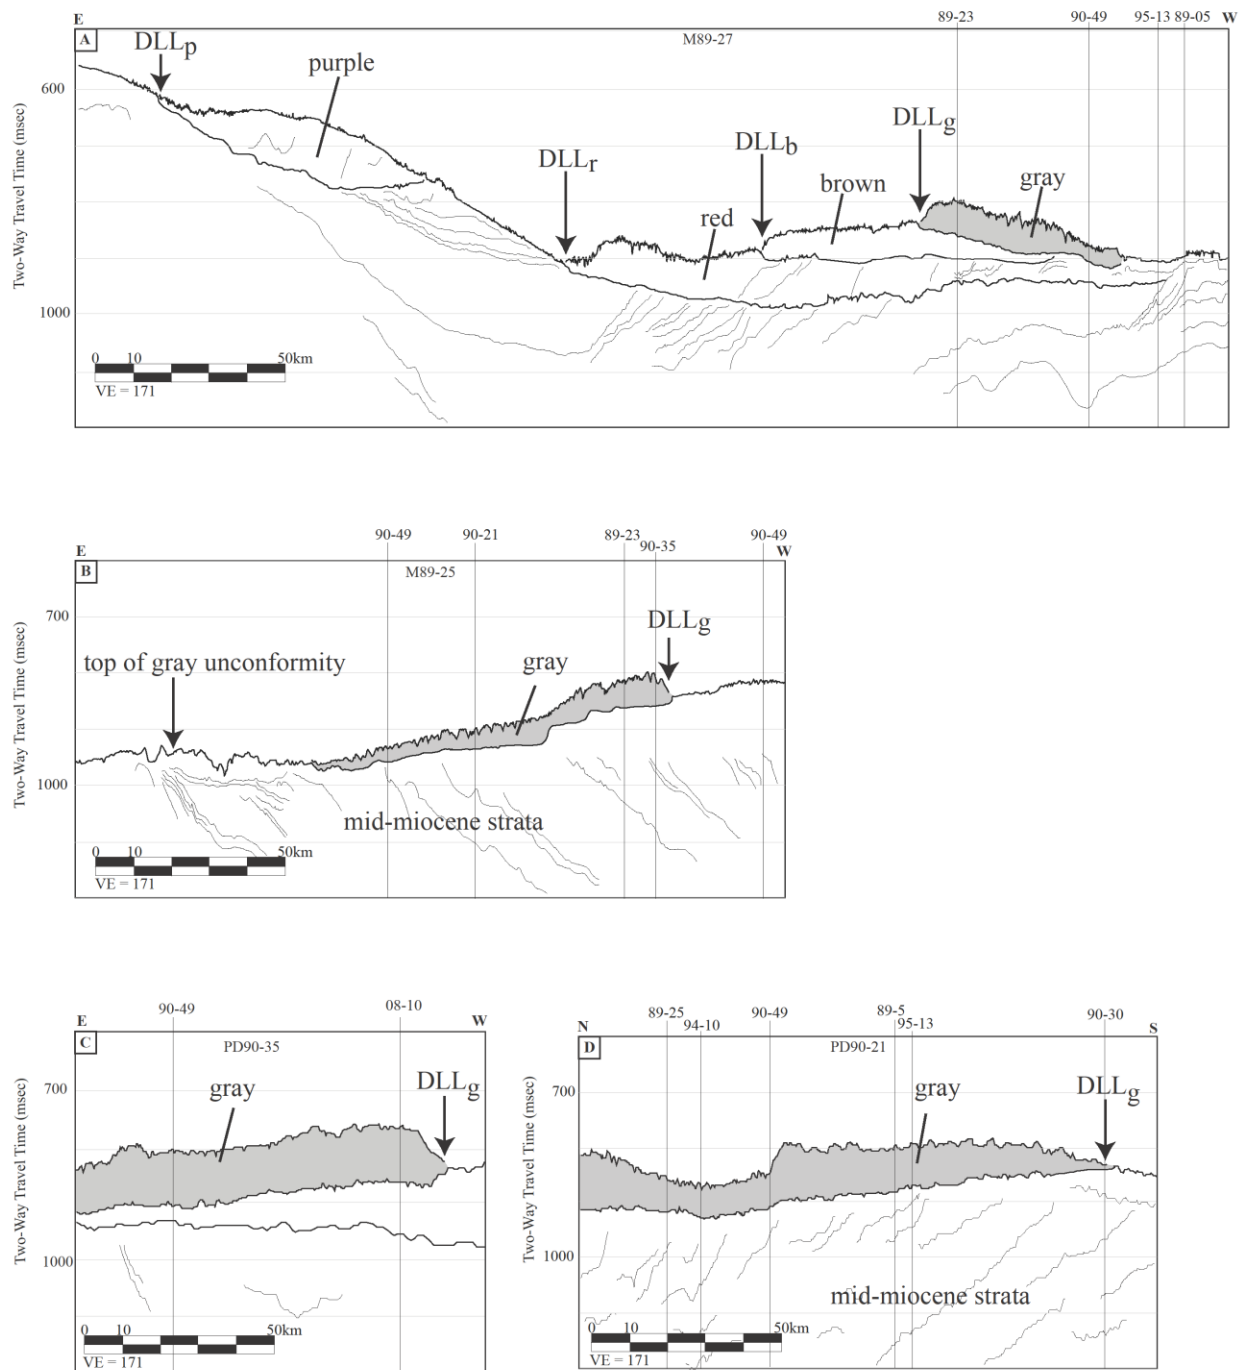 E 89-23 90-49 95-13 89-05 W
A M89-27
DLLp
purple
DLLr
DLLb
DLLg
red
brown
gray
Two-Way Travel Time (msec)
600
1000
0 10 50km
VE = 171
90-49 90-21 89-23 90-35 90-49
E W
B M89-25
700
DLLg
top of gray unconformity
gray
Two-Way Travel Time (msec)
1000
mid-miocene strata
0 10 50km
VE = 171
90-49 08-10
E W
C PD90-35
700
gray
DLLg
Two-Way Travel Time (msec)
1000
0 10 50km
VE = 171
89-25 94-10 90-49 89-5 95-13 90-30
N S
D PD90-21
700
gray
DLLg
Two-Way Travel Time (msec)
1000
mid-miocene strata
0 10 50km
VE = 171